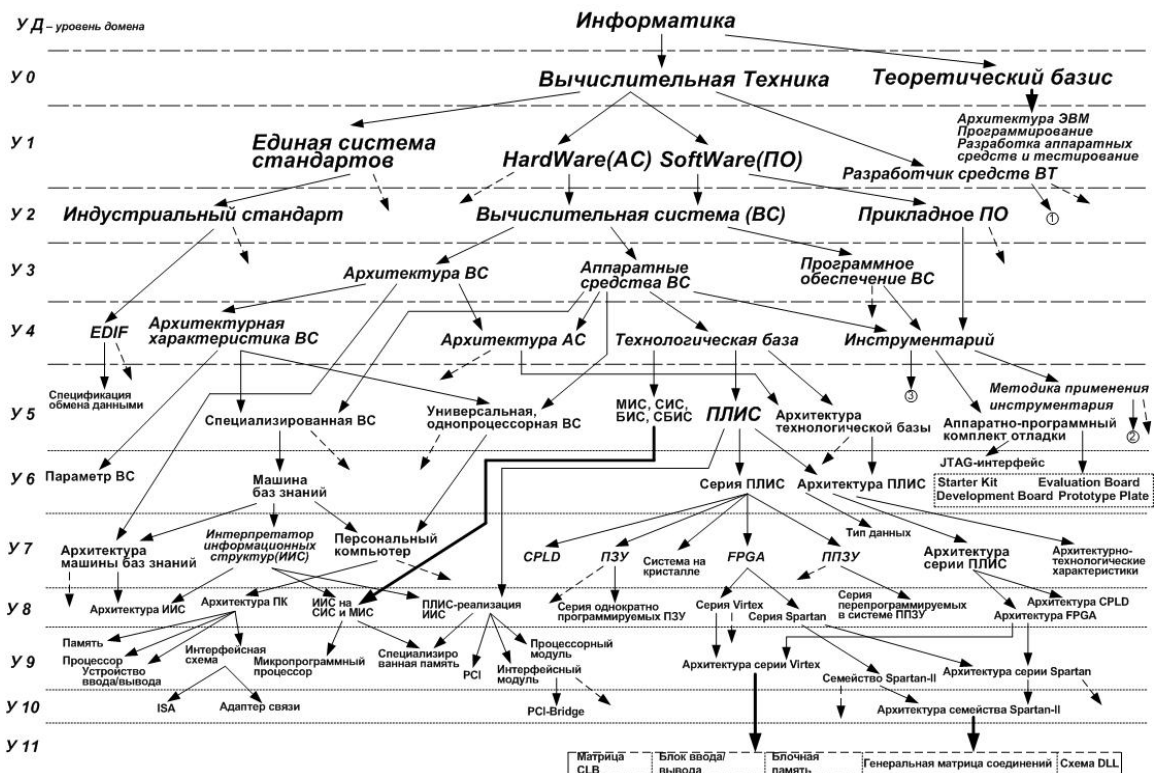 У Д – уровень домена
Информатика
У 0
Вычислительная Техника
Теоретический базис
У 1
Единая система
стандартов
HardWare(АС)
SoftWare(ПО)
Архитектура ЭВМ
Программирование
Разработка аппаратных
средств и тестирование
Разработчик средств ВТ
У 2
Индустриальный стандарт
Вычислительная система (ВС)
Прикладное ПО
1
У 3
Архитектура ВС
Аппаратные
средства ВС
Программное
обеспечение ВС
У 4
EDIF
Архитектурная
характеристика ВС
Архитектура АС
Технологическая база
Инструментарий
У 5
Спецификация
обмена данными
Специализированная ВС
Универсальная,
однопроцессорная ВС
МИС, СИС,
БИС, СБИС
ПЛИС
Архитектура
технологической базы
3
Методика применения
инструментария
Аппаратно-программный
комплект отладки
2
У 6
Параметр ВС
Машина
баз знаний
Серия ПЛИС
Архитектура ПЛИС
JTAG-интерфейс
Starter Kit
Evaluation Board
Development Board
Prototype Plate
У 7
Архитектура
машины баз знаний
Интерпретатор
информационных
структур(ИИС)
Персональный
компьютер
CPLD
ПЗУ
Система на
кристалле
FPGA
ППЗУ
Тип данных
Архитектура
серии ПЛИС
Архитектурно-
технологические
характеристики
У 8
Архитектура ИИС
Архитектура ПК
ИИС на
СИС и МИС
ПЛИС-реализация
ИИС
Серия однократно
программируемых ПЗУ
Серия Virtex
Серия Spartan
Серия
перепрограммируемых
в системе ППЗУ
Архитектура CPLD
Архитектура FPGA
У 9
Память
Процессор
Устройство
ввода/вывода
Интерфейсная
схема
Микропрограммный
процессор
Специализиро
ванная память
PCI
Процессорный
модуль
Интерфейсный
модуль
Архитектура серии Virtex
Семейство Spartan-II
Архитектура серии Spartan
У 10
ISA
Адаптер связи
PCI-Bridge
Архитектура семейства Spartan-II
У 11
Матрица
CLB
Блок ввода/
вывода
Блочная
память
Генеральная матрица соединений
Схема DLL